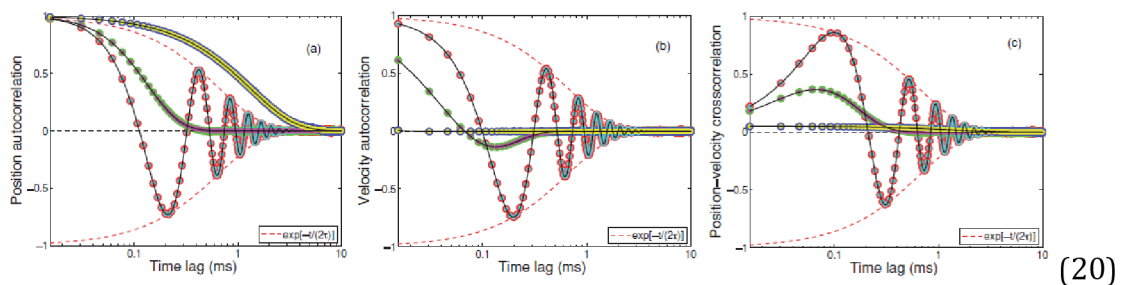 (a)
Position autocorrelation
1
0.5
0
−0.5
−1
0.1
1
10
Time lag (ms)
exp[−t/(2τ)]
(b)
Velocity autocorrelation
1
0.5
0
−0.5
−1
0.1
1
10
Time lag (ms)
exp[−t/(2τ)]
(c)
Position−velocity crosscorrelation
1
0.5
0
−0.5
−1
0.1
1
10
Time lag (ms)
exp[−t/(2τ)]
(20)